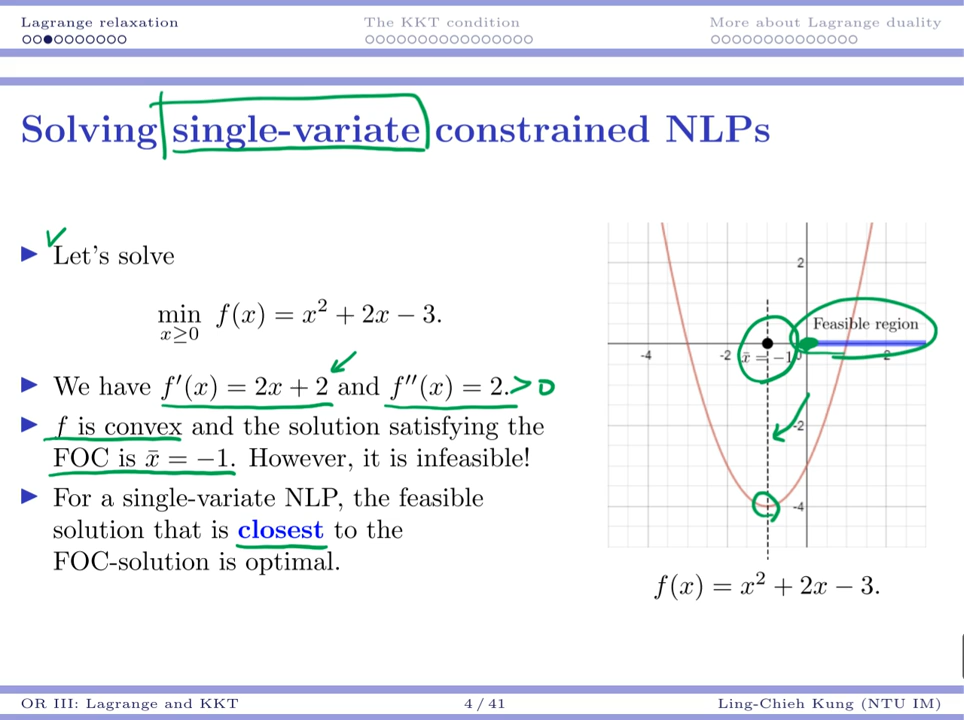 Lagrange relaxation
The KKT condition
More about Lagrange duality
Solving single-variate constrained NLPs
▶ Let's solve
min f(x) = x² + 2x − 3.
x≥0
▶ We have f′(x) = 2x + 2 and f″(x) = 2. > 0
▶ f is convex and the solution satisfying the
FOC is x̄ = −1. However, it is infeasible!
▶ For a single-variate NLP, the feasible
solution that is closest to the
FOC-solution is optimal.
2
Feasible region
-4 -2 x̄ = −1 0 2
-2
-4
f(x) = x² + 2x − 3.
OR III: Lagrange and KKT
4 / 41
Ling-Chieh Kung (NTU IM)